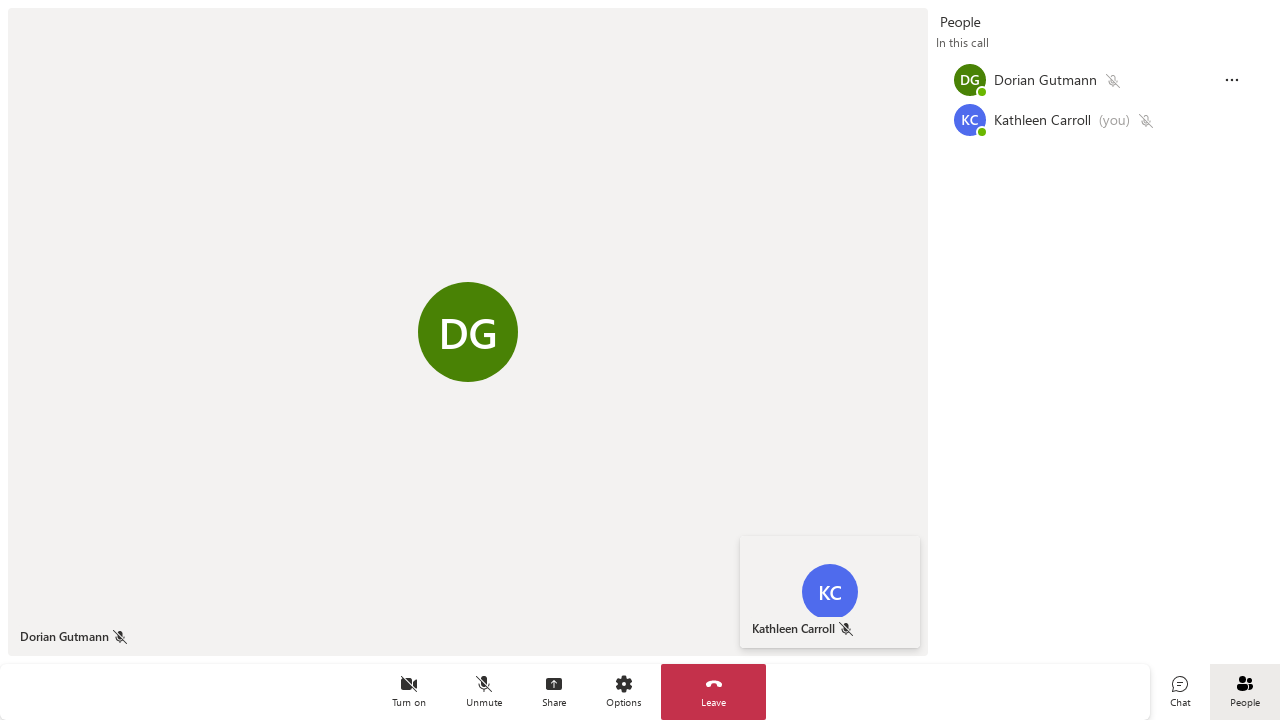 People
In this call
DG Dorian Gutmann
KC Kathleen Carroll (you)
DG
KC
Kathleen Carroll
Dorian Gutmann
Turn on Unmute Share Options Leave Chat People